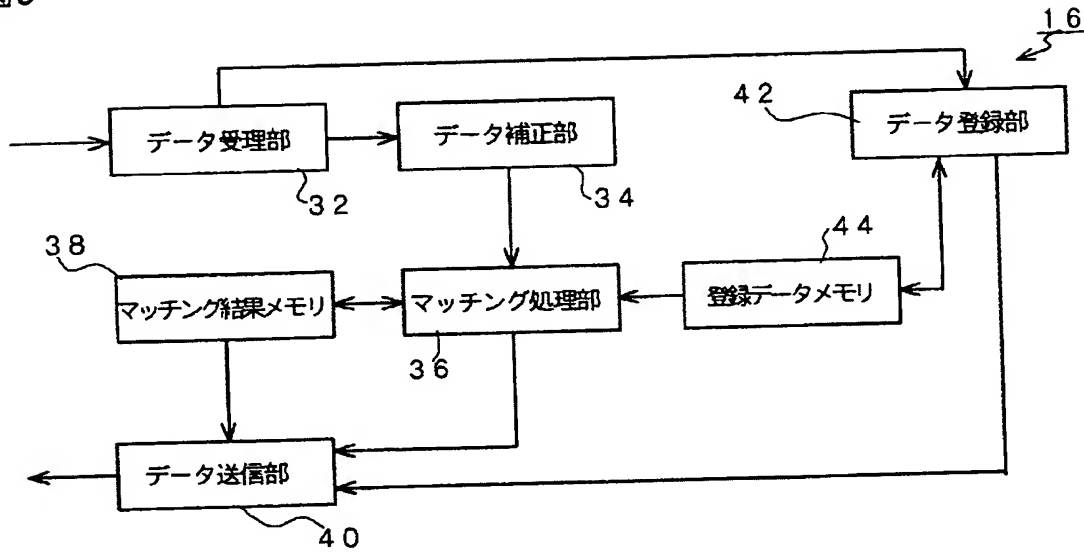 16
42
データ受理部
データ補正部
データ登録部
32
34
44
38
マッチング結果メモリ
マッチング処理部
登録データメモリ
36
データ送信部
40